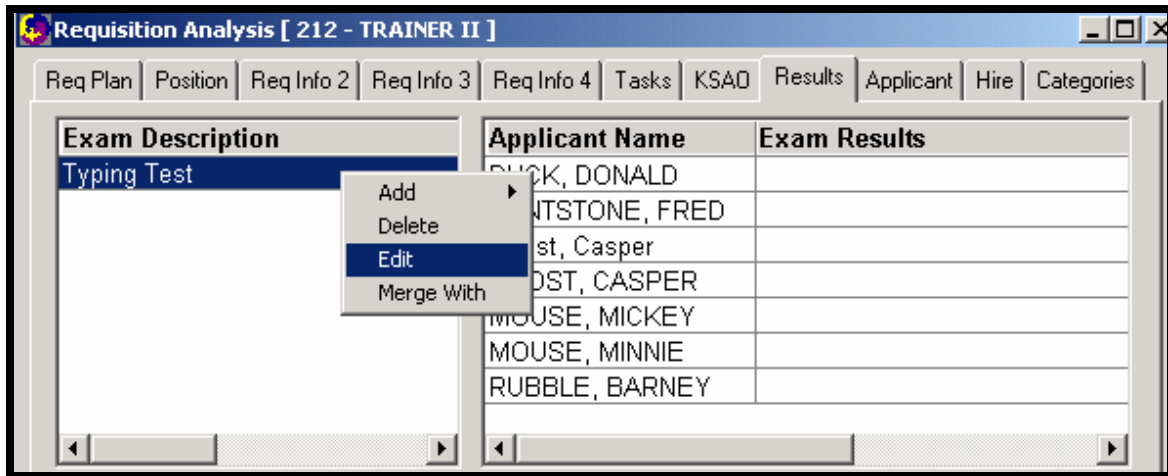 Requisition Analysis [ 212 - TRAINER II ]
Req Plan Position Req Info 2 Req Info 3 Req Info 4 Tasks KSAO Results Applicant Hire Categories
Exam Description
Typing Test
Add
Delete
Edit
Merge With
Applicant Name Exam Results
DONALD
FRED
Casper
CASPER
MOUSE, MICKEY
MOUSE, MINNIE
RUBBLE, BARNEY